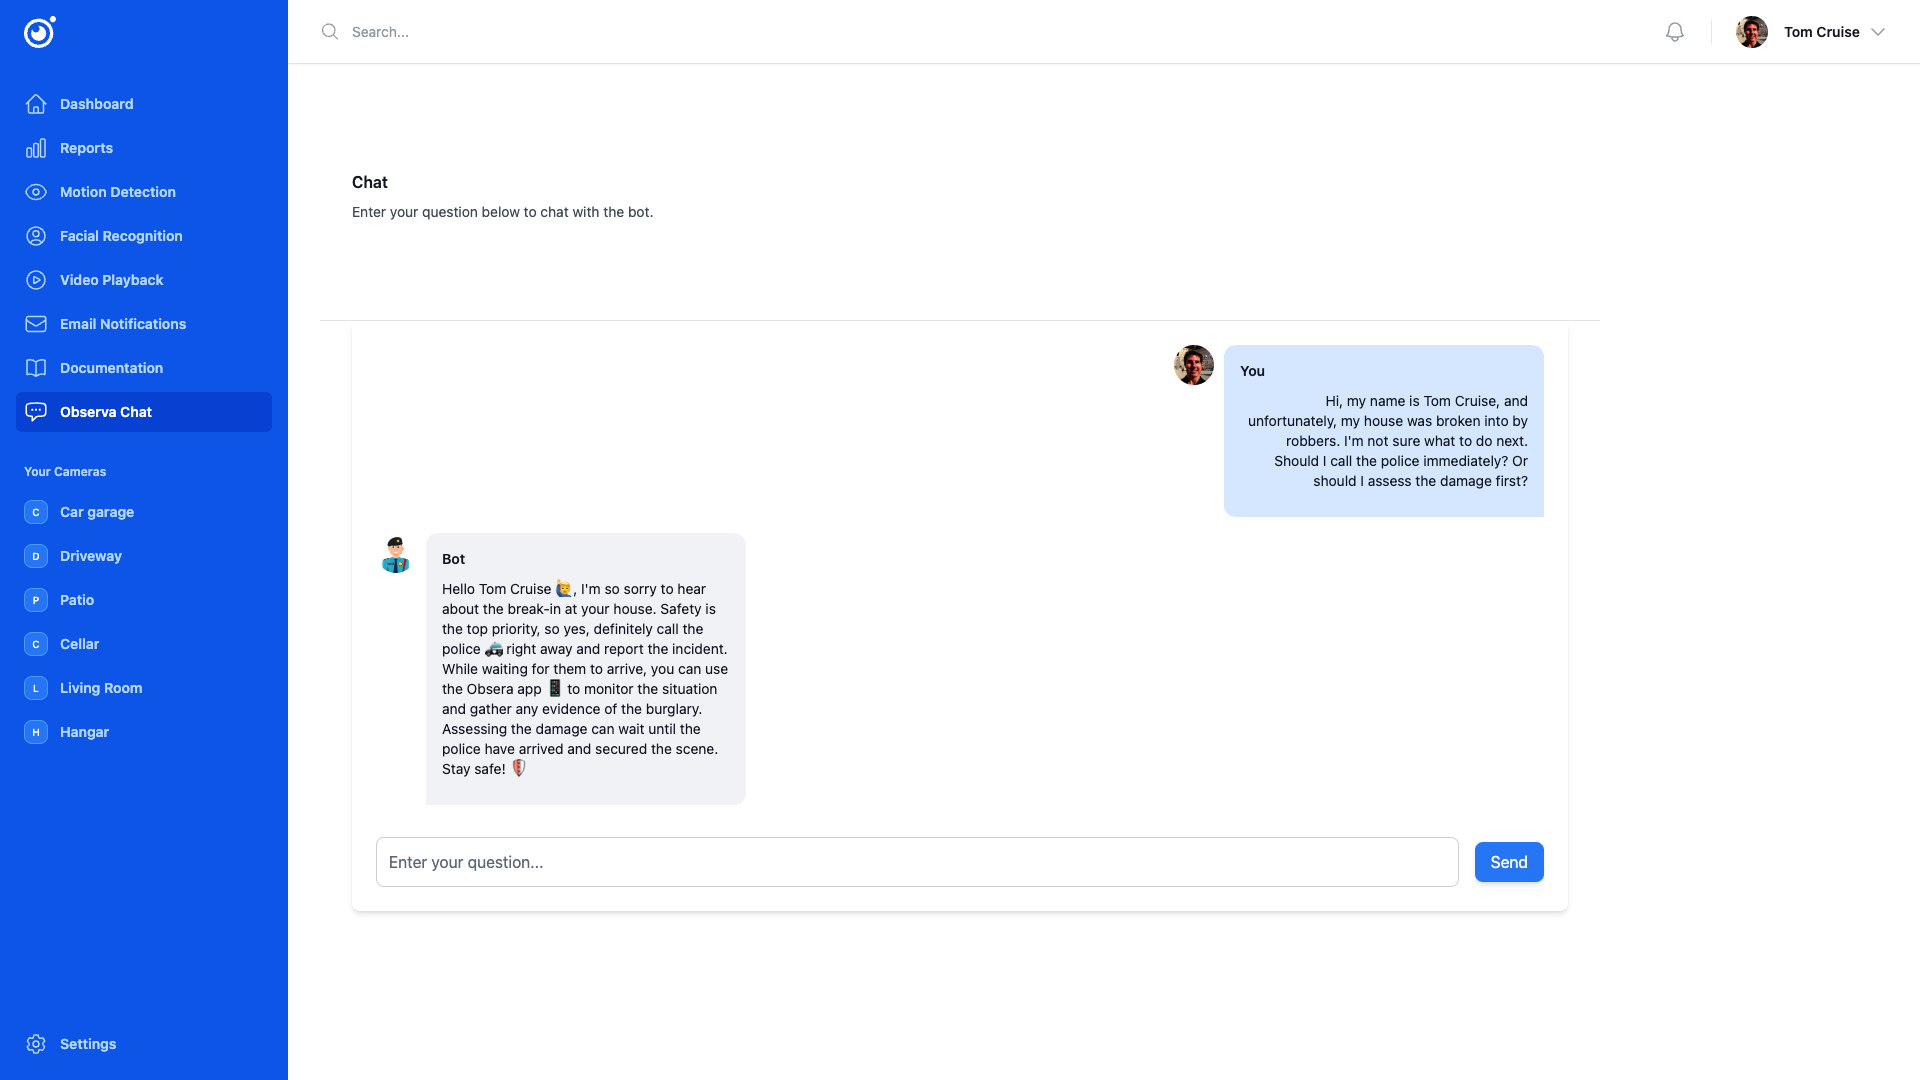 Search...
Tom Cruise
Dashboard
Reports
Motion Detection
Facial Recognition
Video Playback
Email Notifications
Documentation
Observa Chat
Your Cameras
C Car garage
D Driveway
P Patio
C Cellar
L Living Room
H Hangar
Settings
Chat
Enter your question below to chat with the bot.
You
Hi, my name is Tom Cruise, and
unfortunately, my house was broken into by
robbers. I'm not sure what to do next.
Should I call the police immediately? Or
should I assess the damage first?
Bot
Hello Tom Cruise 🙋‍♂️, I'm so sorry to hear
about the break-in at your house. Safety is
the top priority, so yes, definitely call the
police 🚓 right away and report the incident.
While waiting for them to arrive, you can use
the Obsera app 📱 to monitor the situation
and gather any evidence of the burglary.
Assessing the damage can wait until the
police have arrived and secured the scene.
Stay safe! 🛡️
Enter your question...
Send